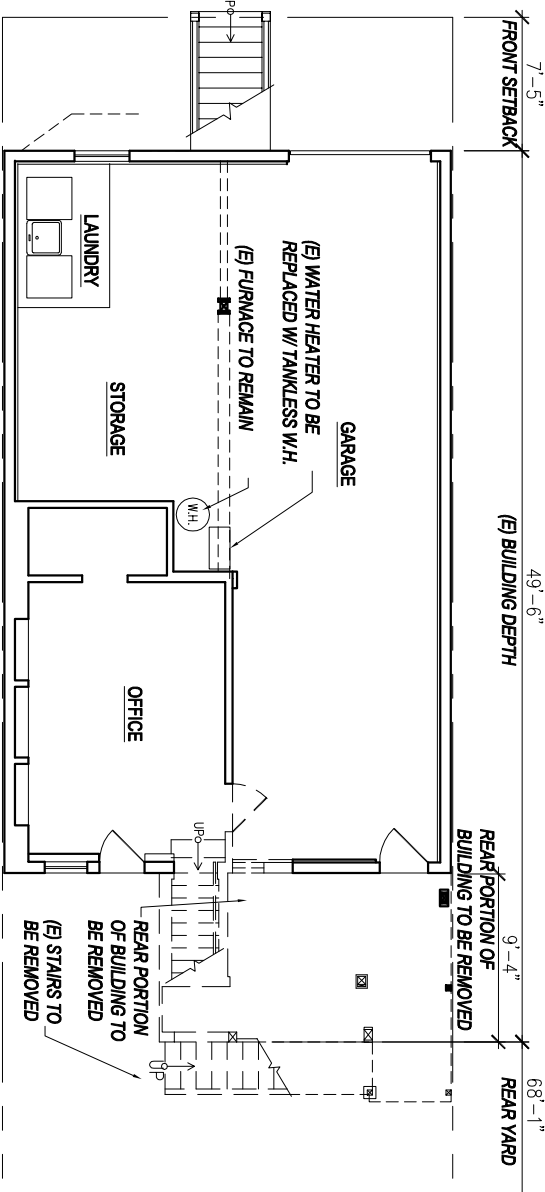 7'-5"
FRONT SETBACK
49'-6"
(E) BUILDING DEPTH
9'-4"
REAR PORTION OF
BUILDING TO BE REMOVED
68'-1"
REAR YARD
UP
LAUNDRY
STORAGE
(E) WATER HEATER TO BE
REPLACED W/ TANKLESS W.H.
(E) FURNACE TO REMAIN
GARAGE
W.H.
OFFICE
UP
REAR PORTION
OF BUILDING TO
BE REMOVED
(E) STAIRS TO
BE REMOVED
UP